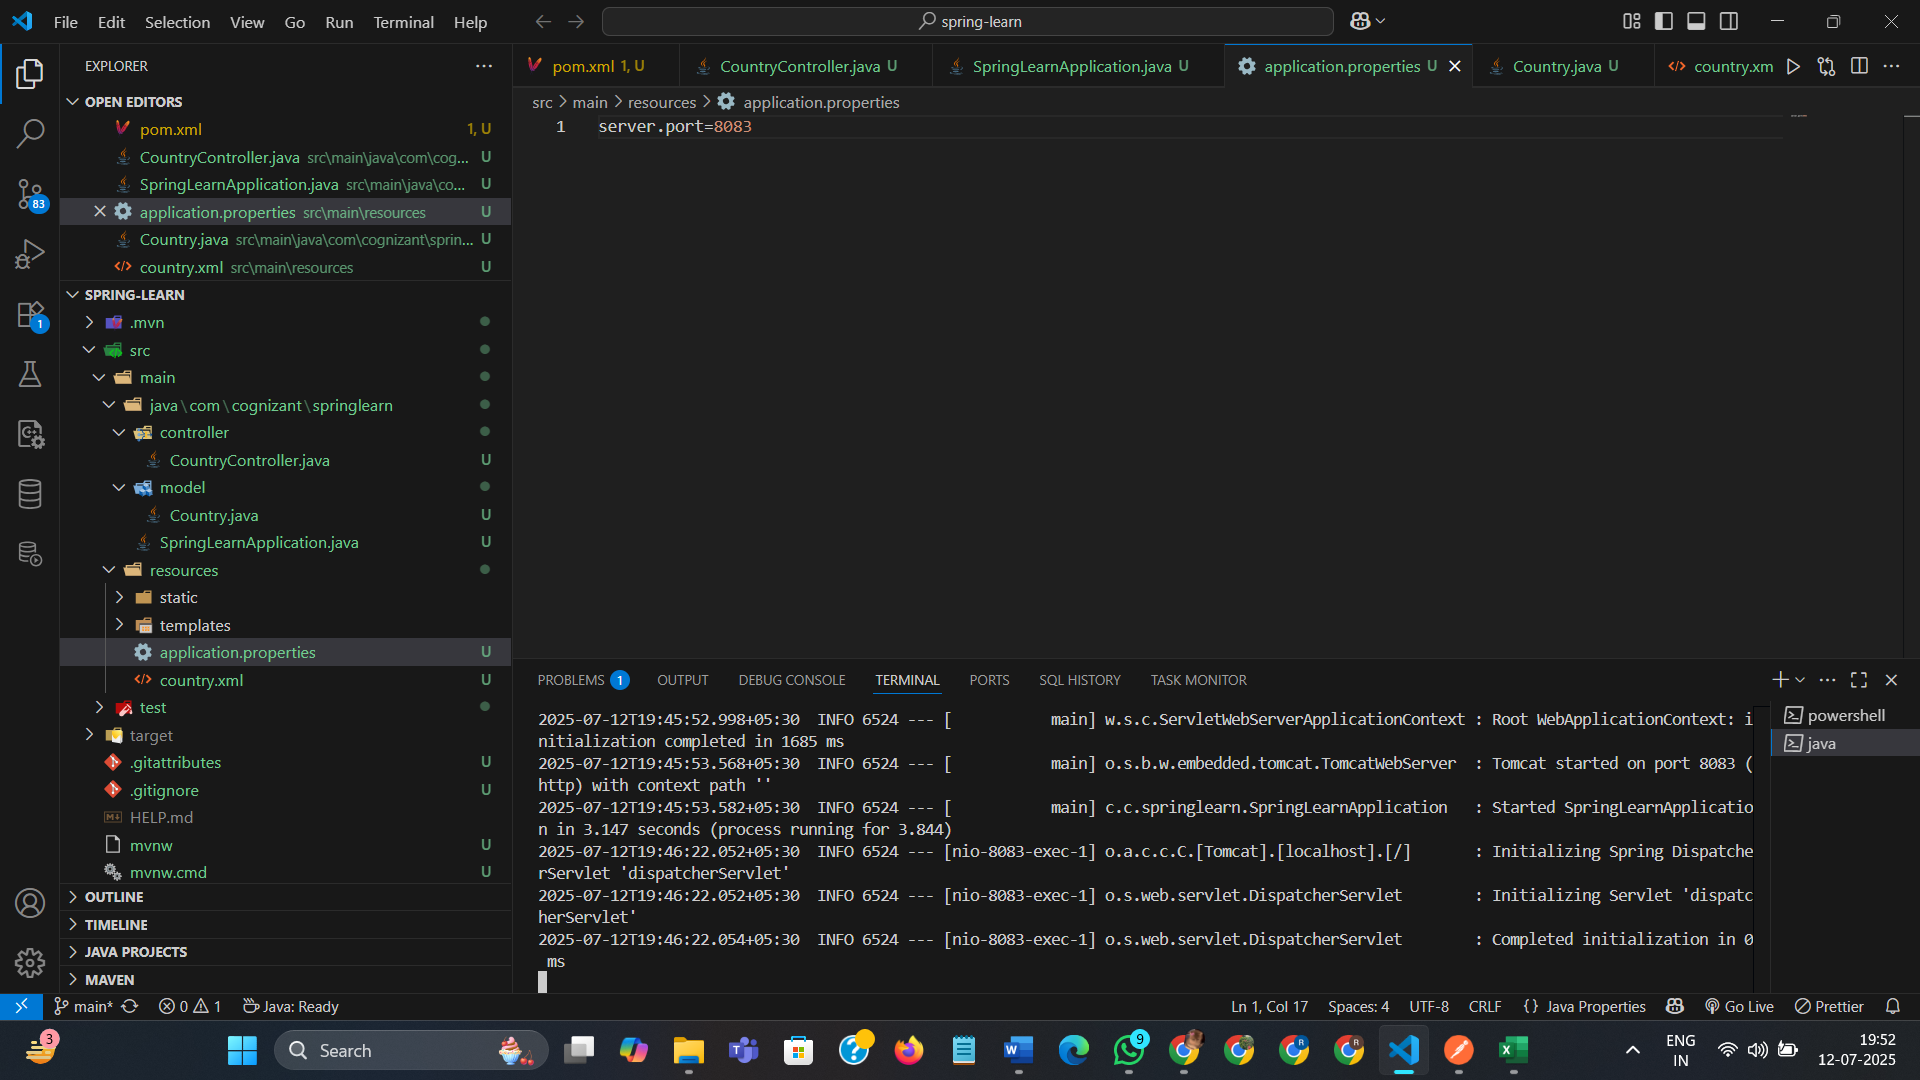 File Edit Selection View Go Run Terminal Help
spring-learn
EXPLORER
OPEN EDITORS
pom.xml 1, U
CountryController.java src\main\java\com\cog... U
SpringLearnApplication.java src\main\java\co... U
application.properties src\main\resources U
Country.java src\main\java\com\cognizant\sprin... U
country.xml src\main\resources U
SPRING-LEARN
.mvn
src
main
java\com\cognizant\springlearn
controller
CountryController.java U
model
Country.java U
SpringLearnApplication.java U
resources
static
templates
application.properties U
country.xml U
test
target
.gitattributes U
.gitignore U
HELP.md
mvnw U
mvnw.cmd U
OUTLINE
TIMELINE
JAVA PROJECTS
MAVEN
83
1
pom.xml 1, U CountryController.java U SpringLearnApplication.java U application.properties U Country.java U country.xm
src > main > resources > application.properties
1 server.port=8083
PROBLEMS 1 OUTPUT DEBUG CONSOLE TERMINAL PORTS SQL HISTORY TASK MONITOR
2025-07-12T19:45:52.998+05:30 INFO 6524 --- [ main] w.s.c.ServletWebServerApplicationContext : Root WebApplicationContext: i
nitialization completed in 1685 ms
2025-07-12T19:45:53.568+05:30 INFO 6524 --- [ main] o.s.b.w.embedded.tomcat.TomcatWebServer : Tomcat started on port 8083 (
http) with context path ''
2025-07-12T19:45:53.582+05:30 INFO 6524 --- [ main] c.c.springlearn.SpringLearnApplication : Started SpringLearnApplicatio
n in 3.147 seconds (process running for 3.844)
2025-07-12T19:46:22.052+05:30 INFO 6524 --- [nio-8083-exec-1] o.a.c.c.C.[Tomcat].[localhost].[/] : Initializing Spring Dispatche
rServlet 'dispatcherServlet'
2025-07-12T19:46:22.052+05:30 INFO 6524 --- [nio-8083-exec-1] o.s.web.servlet.DispatcherServlet : Initializing Servlet 'dispatc
herServlet'
2025-07-12T19:46:22.054+05:30 INFO 6524 --- [nio-8083-exec-1] o.s.web.servlet.DispatcherServlet : Completed initialization in 0
ms
powershell
java
main* 0 1 Java: Ready Ln 1, Col 17 Spaces: 4 UTF-8 CRLF {} Java Properties Go Live Prettier
3
Search
9
ENG
IN
19:52
12-07-2025